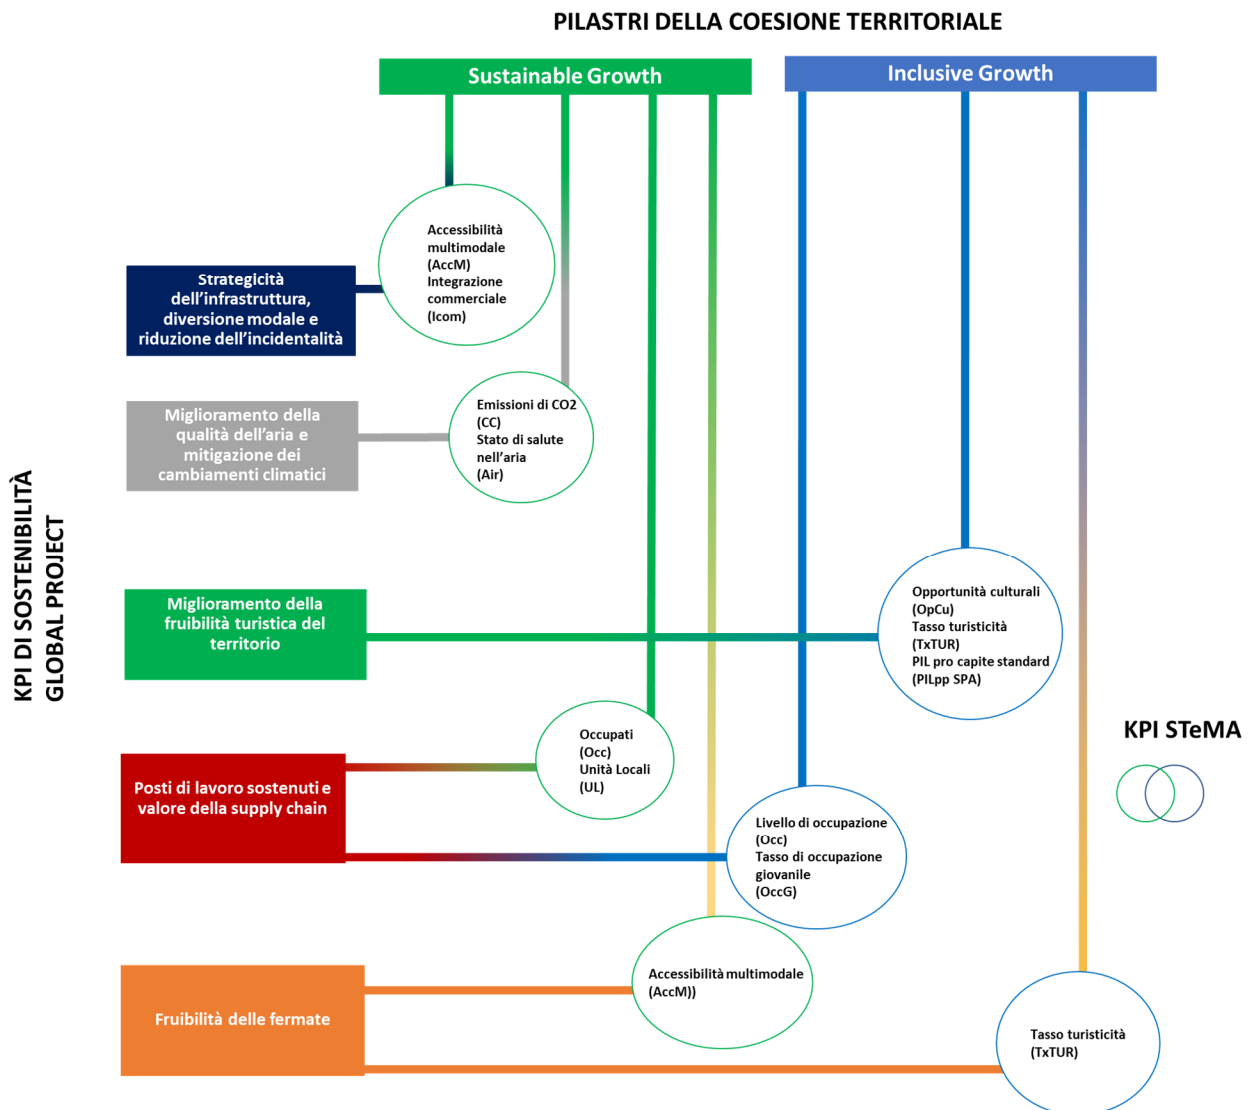 PILASTRI DELLA COESIONE TERRITORIALE
Sustainable Growth
Inclusive Growth
KPI DI SOSTENIBILITÀ
GLOBAL PROJECT
Strategicità
dell'infrastruttura,
diversione modale e
riduzione dell'incidentalità
Accessibilità
multimodale
(AccM)
Integrazione
commerciale
(Icom)
Miglioramento della
qualità dell'aria e
mitigazione dei
cambiamenti climatici
Emissioni di CO2
(CC)
Stato di salute
nell'aria
(Air)
Miglioramento della
fruibilità turistica del
territorio
Opportunità culturali
(OpCu)
Tasso turisticità
(TxTUR)
PIL pro capite standard
(PILpp SPA)
Posti di lavoro sostenuti e
valore della supply chain
Occupati
(Occ)
Unità Locali
(UL)
Livello di occupazione
(Occ)
Tasso di occupazione
giovanile
(OccG)
KPI STeMA
Fruibilità delle fermate
Accessibilità multimodale
(AccM))
Tasso turisticità
(TxTUR)